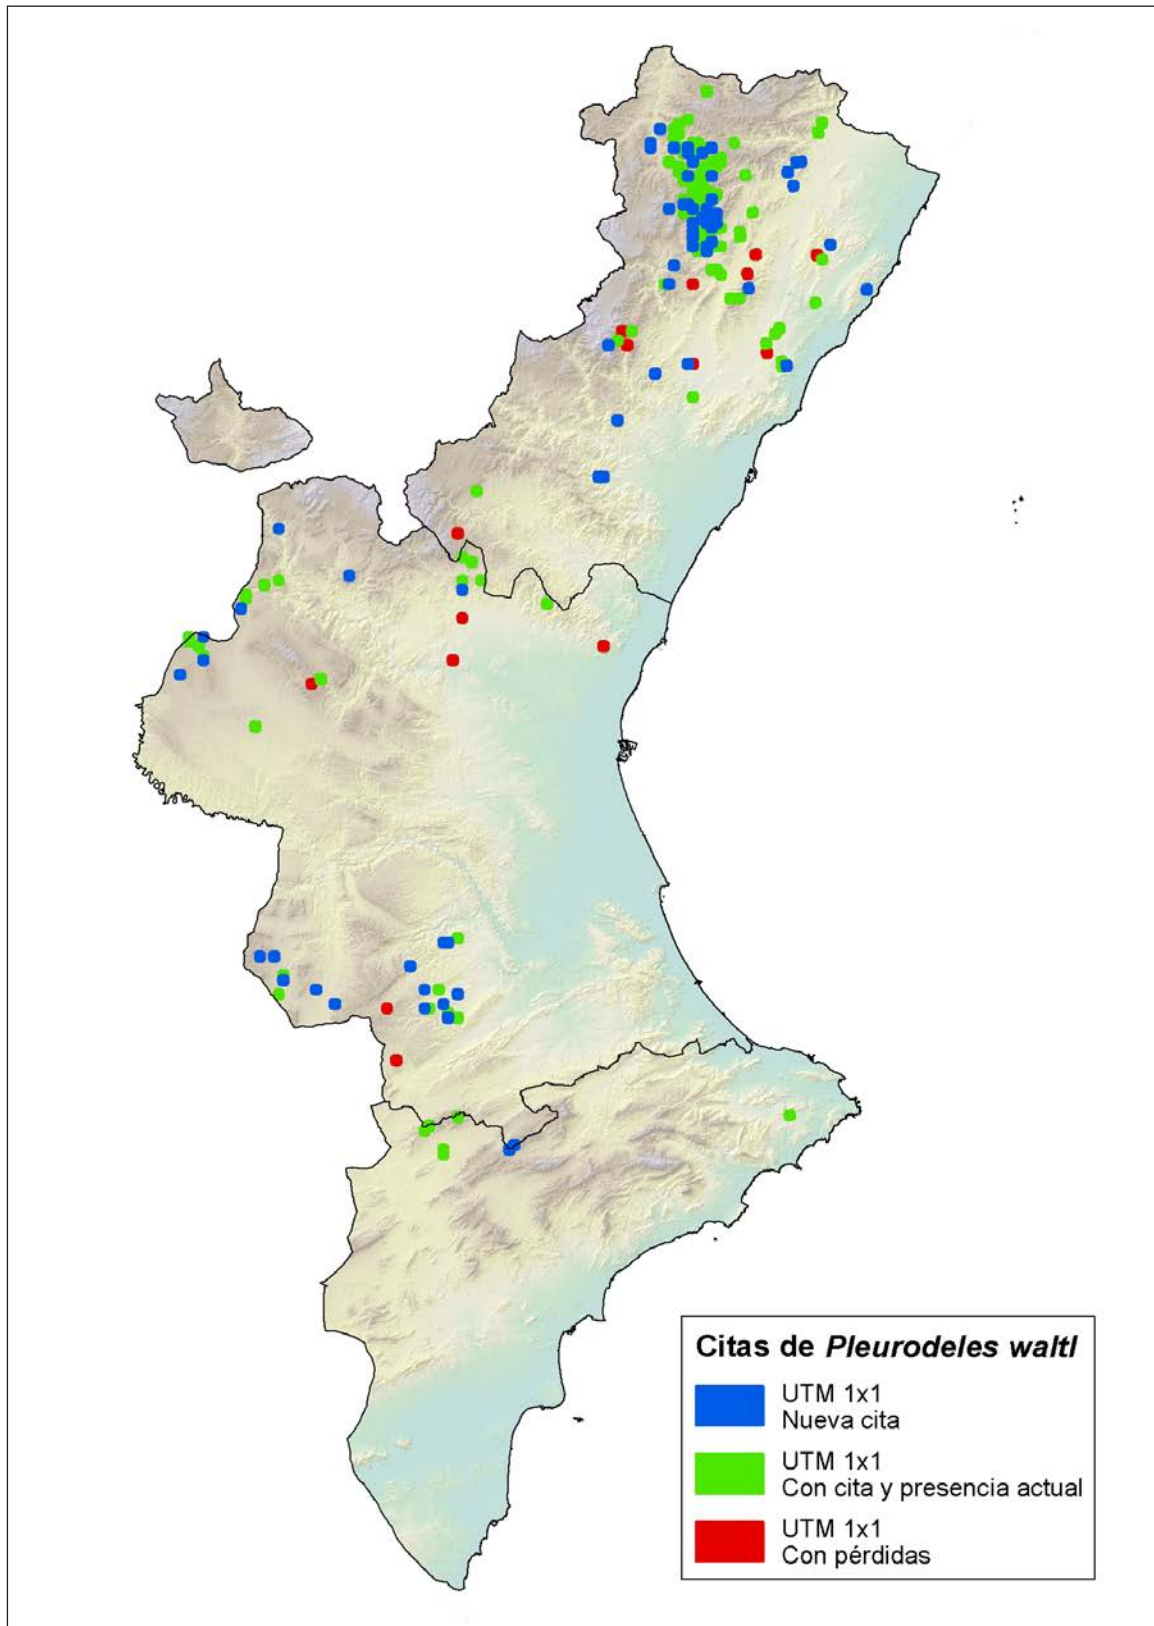 Citas de Pleurodeles waltl
UTM 1x1
Nueva cita
UTM 1x1
Con cita y presencia actual
UTM 1x1
Con pérdidas